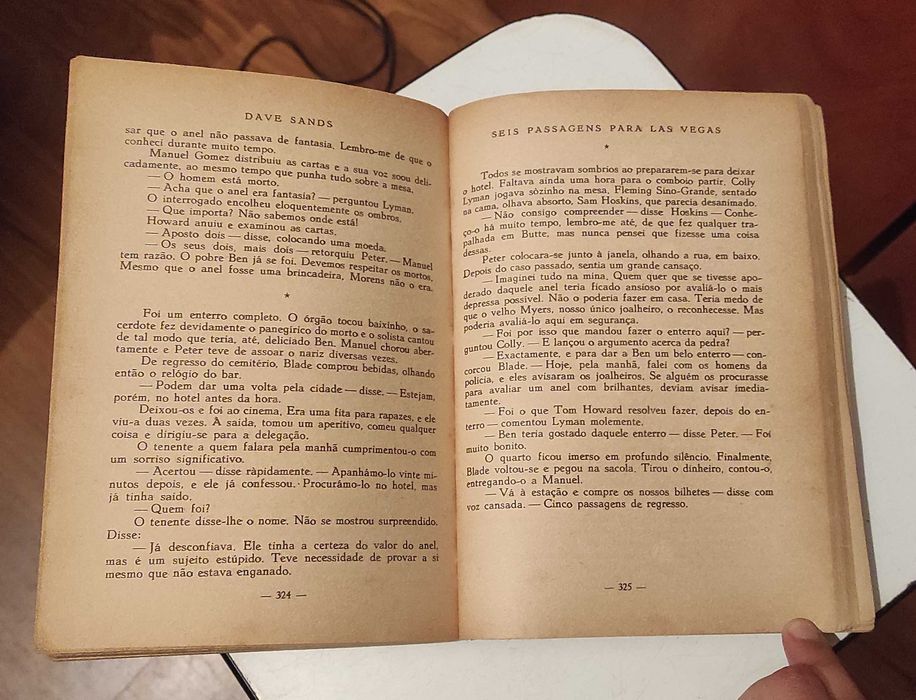 DAVE SANDS
sar que o anel não passava de fantasia. Lembro-me de que o
conheci durante muito tempo.
Manuel Gomez distribuiu as cartas e a sua voz soou deli-
cadamente, ao mesmo tempo que punha tudo sobre a mesa.
— O homem está morto.
— Acha que o anel era fantasia? — perguntou Lyman.
O interrogado encolheu eloquentemente os ombros.
— Que importa? Não sabemos onde está!
Howard anuiu e examinou as cartas.
— Aposto dois — disse, colocando uma moeda.
— Os seus dois, mais dois — retorquiu Peter. — Manuel
tem razão. O pobre Ben já se foi. Devemos respeitar os mortos.
Mesmo que o anel fosse uma brincadeira, Morens não o era.
*
Foi um enterro completo. O órgão tocou baixinho, o sa-
cerdote fez devidamente o panegírico do morto e o solista cantou
de tal modo que teria, até, deliciado Ben. Manuel chorou aber-
tamente e Peter teve de assoar o nariz diversas vezes.
De regresso do cemitério, Blade comprou bebidas, olhando
então o relógio do bar.
— Podem dar uma volta pela cidade — disse. — Estejam,
porém, no hotel antes da hora.
Deixou-os e foi ao cinema. Era uma fita para rapazes, e ele
viu-a duas vezes. A saída, tomou um aperitivo, comeu qualquer
coisa e dirigiu-se para a delegação.
O tenente a quem falara pela manhã cumprimentou-o com
um sorriso significativo.
— Acertou — disse ràpidamente. — Apanhámo-lo vinte mi-
nutos depois, e ele já confessou. Procurámo-lo no hotel, mas
já tinha saído.
— Quem foi?
O tenente disse-lhe o nome. Não se mostrou surpreendido.
Disse:
— Já desconfiava. Ele tinha a certeza do valor do anel,
mas é um sujeito estúpido. Teve necessidade de provar a si
mesmo que não estava enganado.
— 324 —
SEIS PASSAGENS PARA LAS VEGAS
*
Todos se mostravam sombrios ao prepararem-se para deixar
o hotel. Faltava ainda uma hora para o comboio partir. Colly
Lyman jogava sòzinho na mesa. Fleming Sino-Grande, sentado
na cama, olhava absorto, Sam Hoskins, que parecia desanimado.
— Não consigo compreender — disse Hoskins — Conhe-
ço-o há muito tempo, lembro-me até, de que fez qualquer tra-
palhada em Butte, mas nunca pensei que fizesse uma coisa
dessas.
Peter colocara-se junto à janela, olhando a rua, em baixo.
Depois do caso passado, sentia um grande cansaço.
— Imaginei tudo na mina. Quem quer que se tivesse apo-
derado daquele anel teria ficado ansioso por avaliá-lo o mais
depressa possível. Não o poderia fazer em casa. Teria medo de
que o velho Myers, nosso único joalheiro, o reconhecesse. Mas
poderia avaliá-lo aqui em segurança.
— Foi por isso que mandou fazer o enterro aqui? — per-
guntou Colly. — E lançou o argumento acerca da pedra?
— Exactamente, e para dar a Ben um belo enterro — con-
corcou Blade. — Hoje, pela manhã, falei com os homens da
polícia, e eles avisaram os joalheiros. Se alguém os procurasse
para avaliar um anel com brilhantes, deviam avisar imedia-
tamente.
— Foi o que Tom Howard resolveu fazer, depois do en-
terro — comentou Lyman molemente.
— Ben teria gostado daquele enterro — disse Peter. — Foi
muito bonito.
O quarto ficou imerso em profundo silêncio. Finalmente,
Blade voltou-se e pegou na sacola. Tirou o dinheiro, contou-o,
entregando-o a Manuel.
— Vá à estação e compre os nossos bilhetes — disse com
voz cansada. — Cinco passagens de regresso.
— 325 —